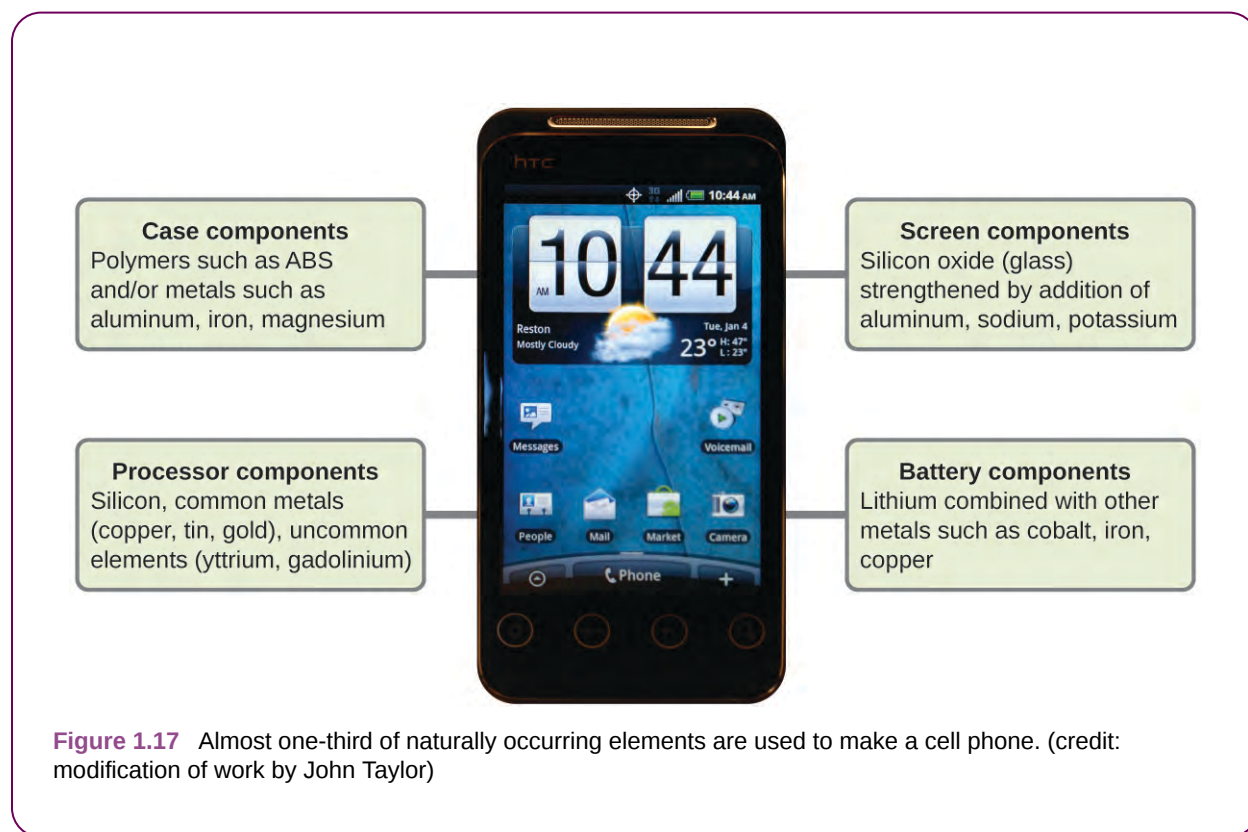 hTC
3G
10:44 AM
10 44
AM
Reston
Mostly Cloudy
Tue, Jan 4
23° H: 47°
L: 23°
Messages
Voicemail
People
Mail
Market
Camera
Phone
Case components
Polymers such as ABS
and/or metals such as
aluminum, iron, magnesium
Screen components
Silicon oxide (glass)
strengthened by addition of
aluminum, sodium, potassium
Processor components
Silicon, common metals
(copper, tin, gold), uncommon
elements (yttrium, gadolinium)
Battery components
Lithium combined with other
metals such as cobalt, iron,
copper
Figure 1.17 Almost one-third of naturally occurring elements are used to make a cell phone. (credit:
modification of work by John Taylor)